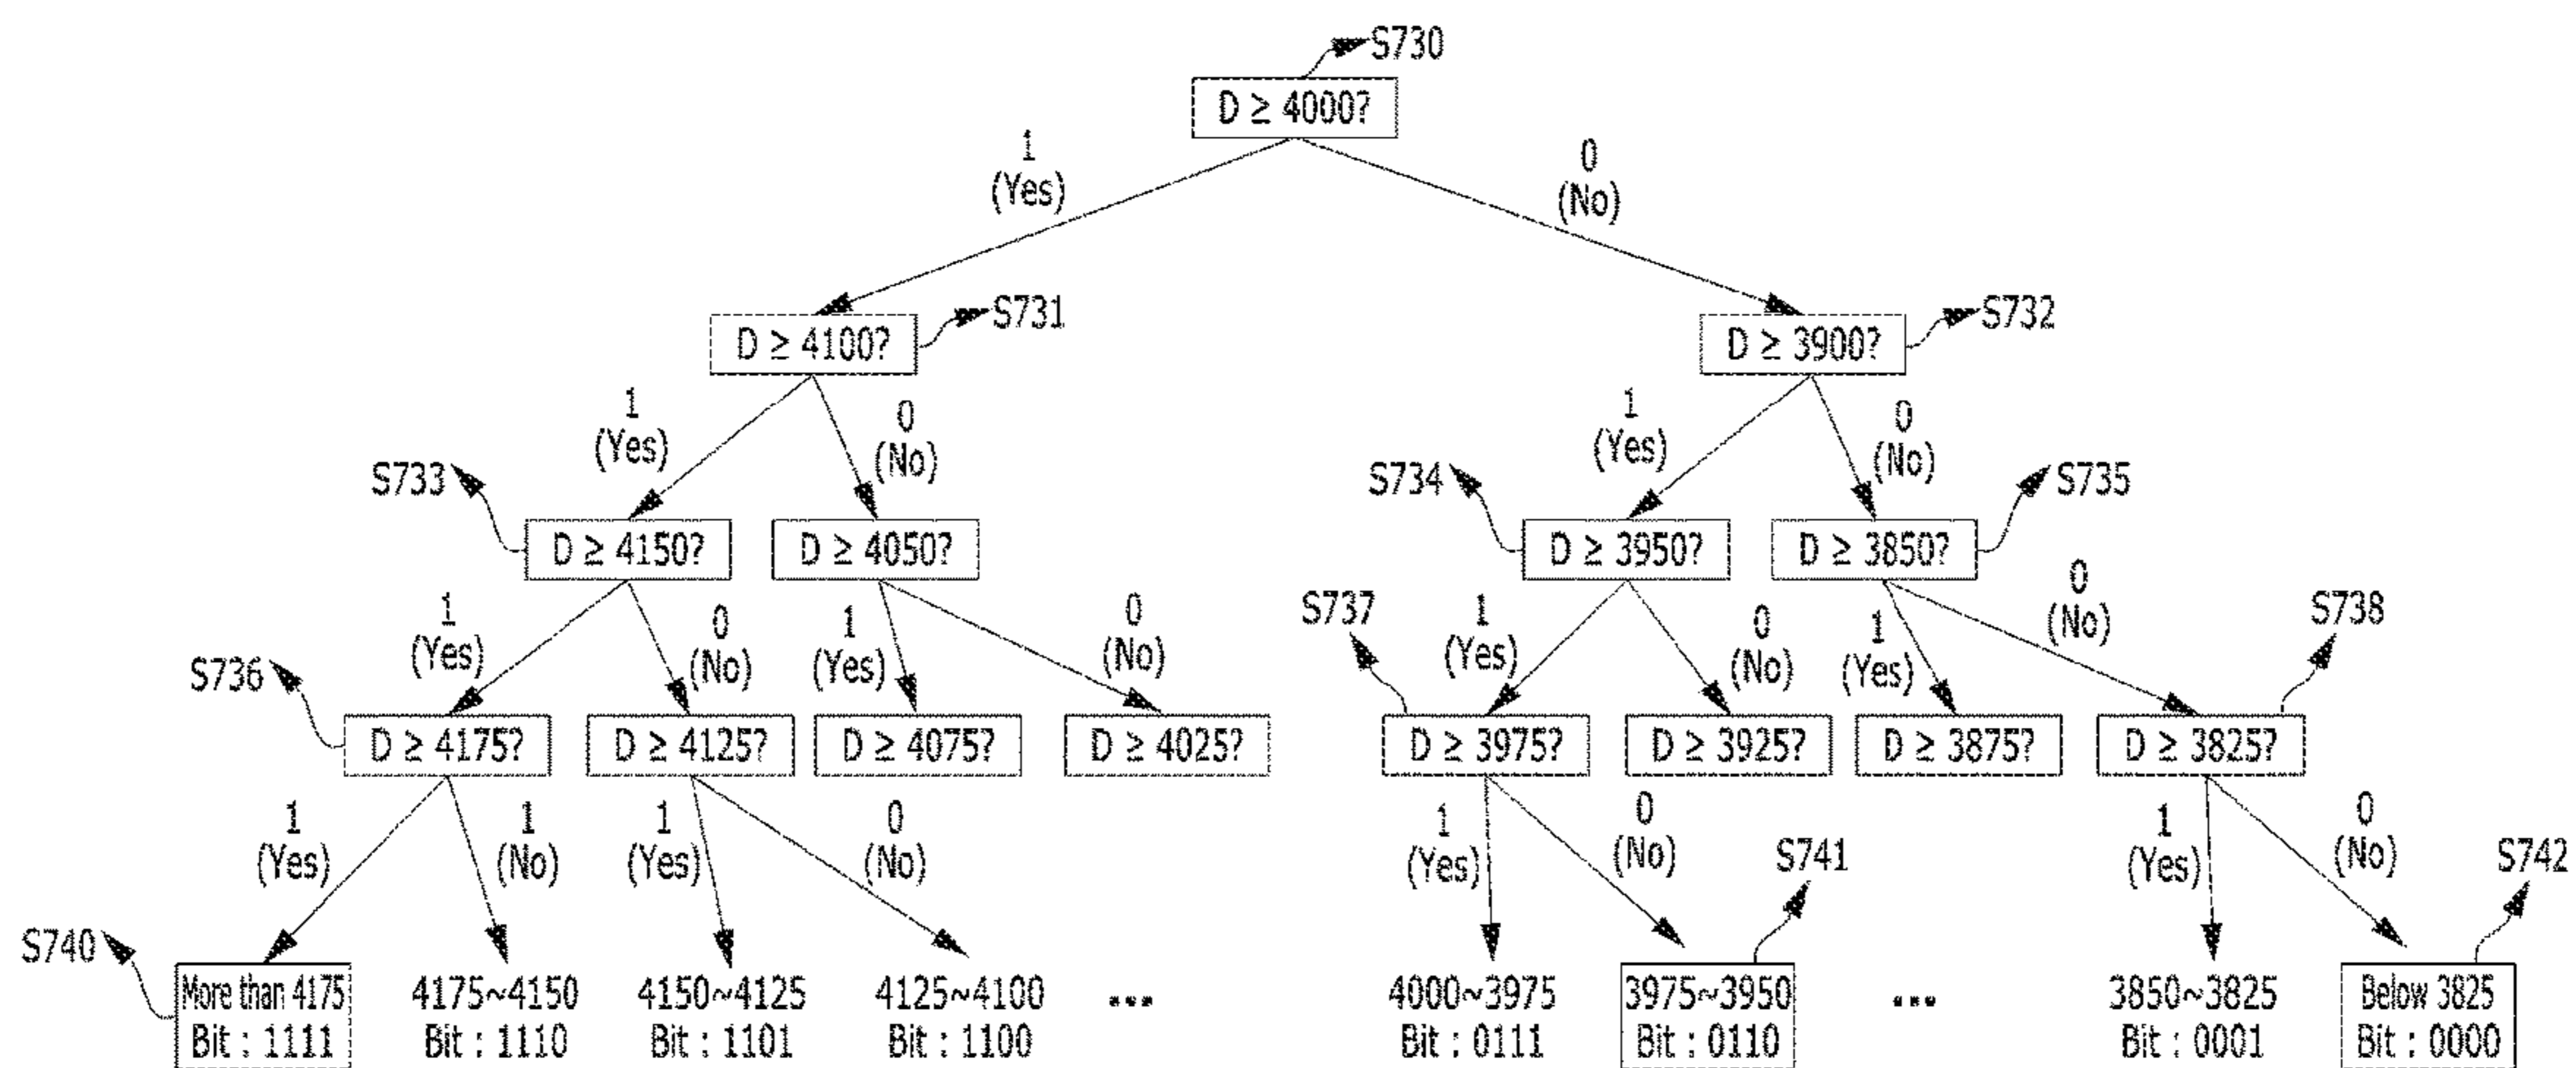 S730
D ≥ 4000?
1
(Yes)
0
(No)
D ≥ 4100?
S731
D ≥ 3900?
S732
1
(Yes)
0
(No)
1
(Yes)
0
(No)
S733
S734
S735
D ≥ 4150?
D ≥ 4050?
D ≥ 3950?
D ≥ 3850?
1
(Yes)
0
(No)
1
(Yes)
0
(No)
S737
1
(Yes)
0
(No)
1
(Yes)
0
(No)
S738
S736
D ≥ 4175?
D ≥ 4125?
D ≥ 4075?
D ≥ 4025?
D ≥ 3975?
D ≥ 3925?
D ≥ 3875?
D ≥ 3825?
1
(Yes)
1
(No)
1
(Yes)
0
(No)
1
(Yes)
0
(No)
S741
1
(Yes)
0
(No)
S742
S740
More than 4175
Bit : 1111
4175~4150
Bit : 1110
4150~4125
Bit : 1101
4125~4100
Bit : 1100
...
4000~3975
Bit : 0111
3975~3950
Bit : 0110
...
3850~3825
Bit : 0001
Below 3825
Bit : 0000